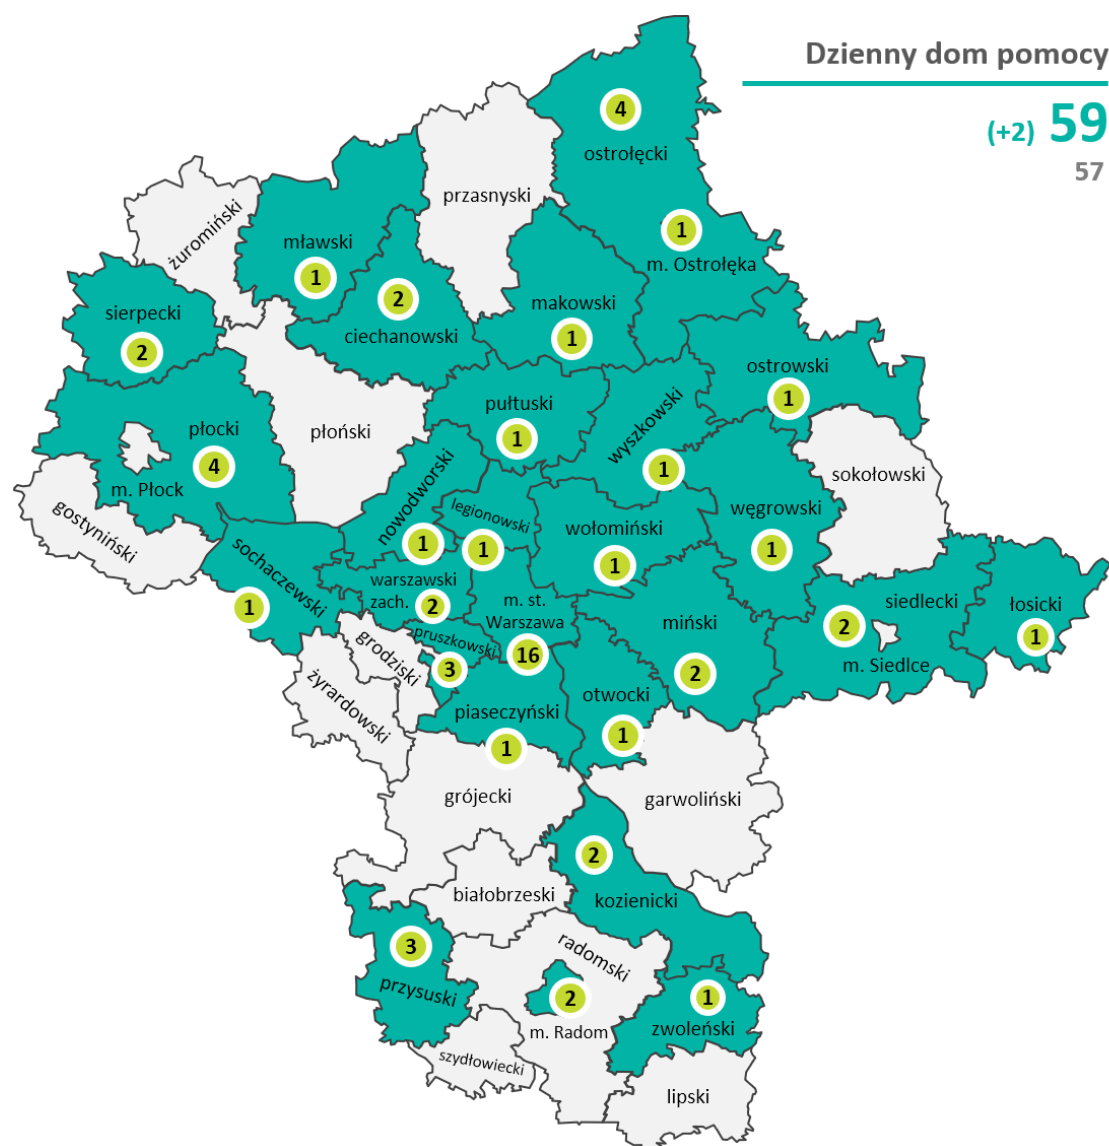 Dzienny dom pomocy
(+2) 59
57
4
ostrołęcki
przasnyski
żuromiński
1
m. Ostrołęka
mławski
1
2
ciechanowski
makowski
1
sierpecki
2
ostrowski
1
płoński
pułtuski
1
wyszkowski
1
płocki
4
m. Płock
sokołowski
gostyniński
nowodworski
1
legionowski
1
wołomiński
1
węgrowski
1
sochaczewski
1
warszawski
zach.
2
m. st.
Warszawa
16
miński
2
siedlecki
2
m. Siedlce
łosicki
1
pruszkowski
3
grodziski
żyrardowski
piaseczyński
1
otwocki
1
grójecki
garwoliński
2
kozienicki
białobrzeski
3
przysuski
radomski
2
m. Radom
1
zwoleński
szydłowiecki
lipski